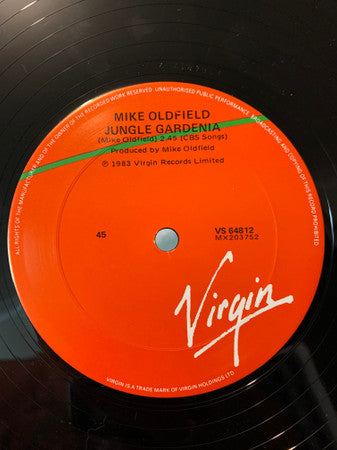 ALL RIGHTS OF THE MANUFACTURER AND OF THE OWNER OF THE RECORDED WORK RESERVED. UNAUTHORISED PUBLIC PERFORMANCE, BROADCASTING AND COPYING OF THIS RECORD PROHIBITED
MIKE OLDFIELD
JUNGLE GARDENIA
(Mike Oldfield) 2.45 (CBS Songs)
Produced by Mike Oldfield
℗ 1983 Virgin Records Limited
45
VS 64812
MX203752
Virgin
VIRGIN IS A TRADE MARK OF VIRGIN HOLDINGS LTD